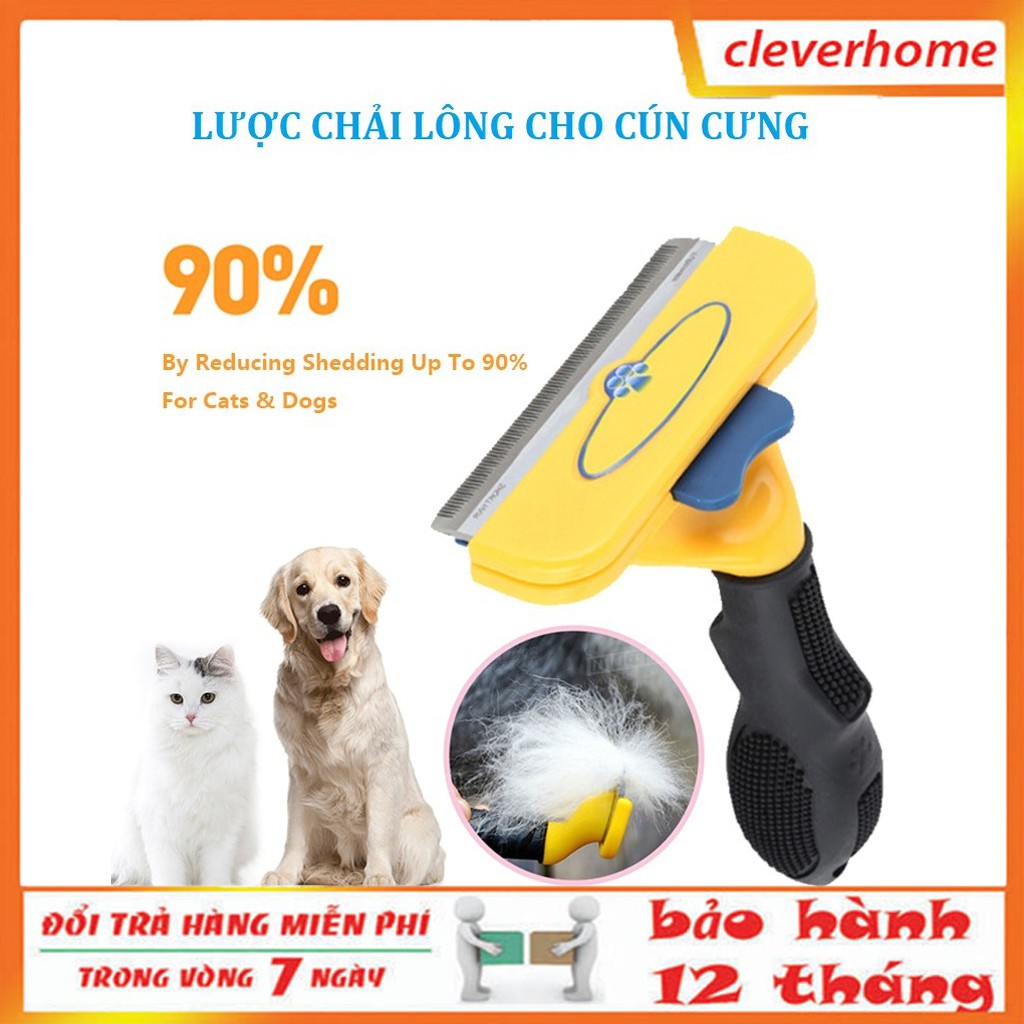 cleverhome
LƯỢC CHẢI LÔNG CHO CÚN CƯNG
90%
By Reducing Shedding Up To 90%
For Cats & Dogs
ĐỔI TRẢ HÀNG MIỄN PHÍ
TRONG VÒNG 7 NGÀY
bảo hành
12 tháng